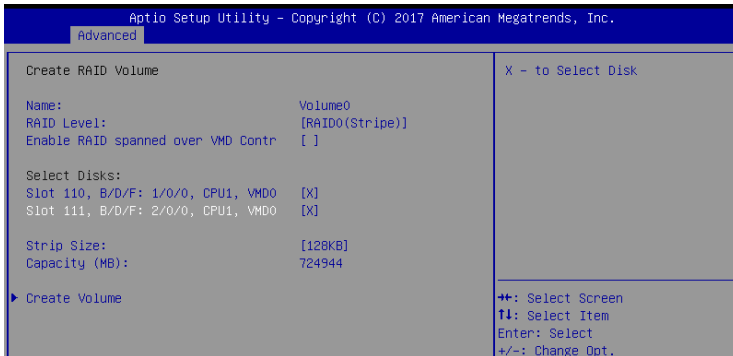 Aptio Setup Utility – Copyright (C) 2017 American Megatrends, Inc.
Advanced
Create RAID Volume
Name: Volume0
RAID Level: [RAID0(Stripe)]
Enable RAID spanned over VMD Contr [ ]
Select Disks:
Slot 110, B/D/F: 1/0/0, CPU1, VMD0 [X]
Slot 111, B/D/F: 2/0/0, CPU1, VMD0 [X]
Strip Size: [128KB]
Capacity (MB): 724944
Create Volume
X – to Select Disk
→←: Select Screen
↑↓: Select Item
Enter: Select
+/-: Change Opt.